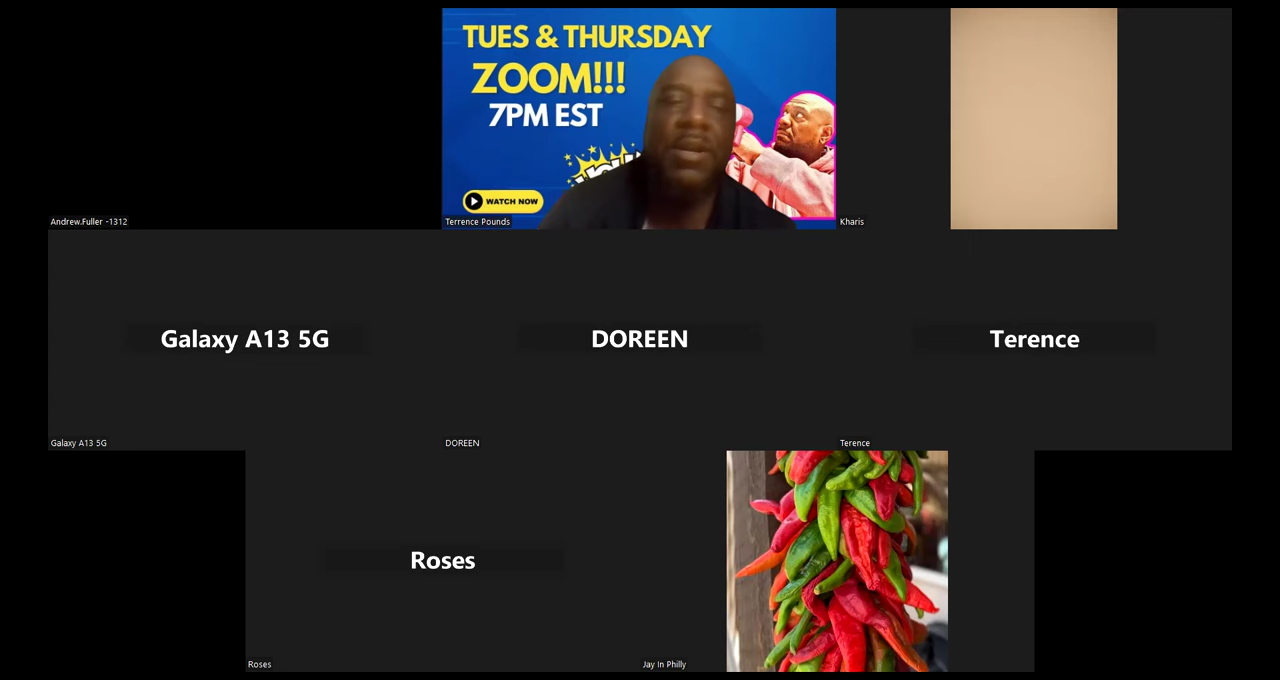 TUES & THURSDAY
ZOOM!!!
7PM EST
WATCH NOW
Andrew.Fuller -1312
Terrence Pounds
Kharis
Galaxy A13 5G
DOREEN
Terence
Galaxy A13 5G
DOREEN
Terence
Roses
Roses
Jay In Philly